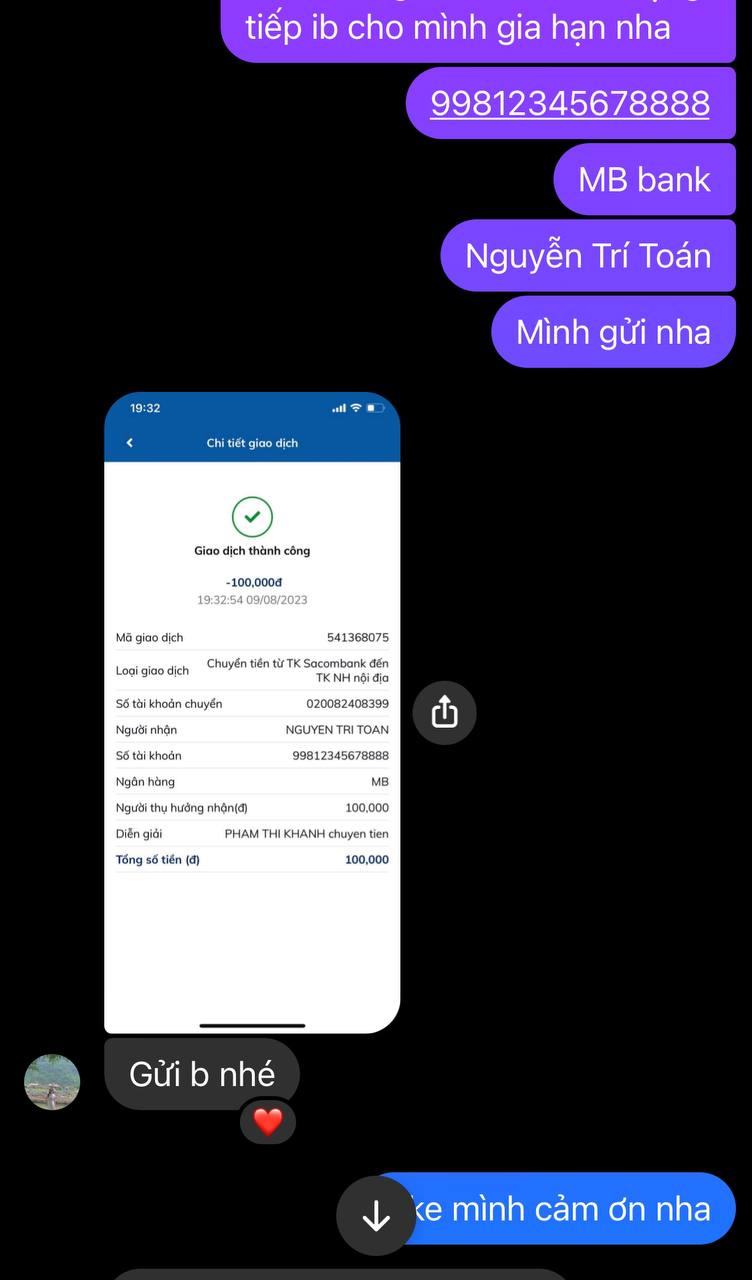 tiếp ib cho mình gia hạn nha
99812345678888
MB bank
Nguyễn Trí Toán
Mình gửi nha
19:32
Chi tiết giao dịch
Giao dịch thành công
-100,000đ
19:32:54 09/08/2023
Mã giao dịch 541368075
Loại giao dịch Chuyển tiền từ TK Sacombank đến
TK NH nội địa
Số tài khoản chuyển 020082408399
Người nhận NGUYEN TRI TOAN
Số tài khoản 99812345678888
Ngân hàng MB
Người thụ hưởng nhận(đ) 100,000
Diễn giải PHAM THI KHANH chuyen tien
Tổng số tiền (đ) 100,000
Gửi b nhé
mình cảm ơn nha